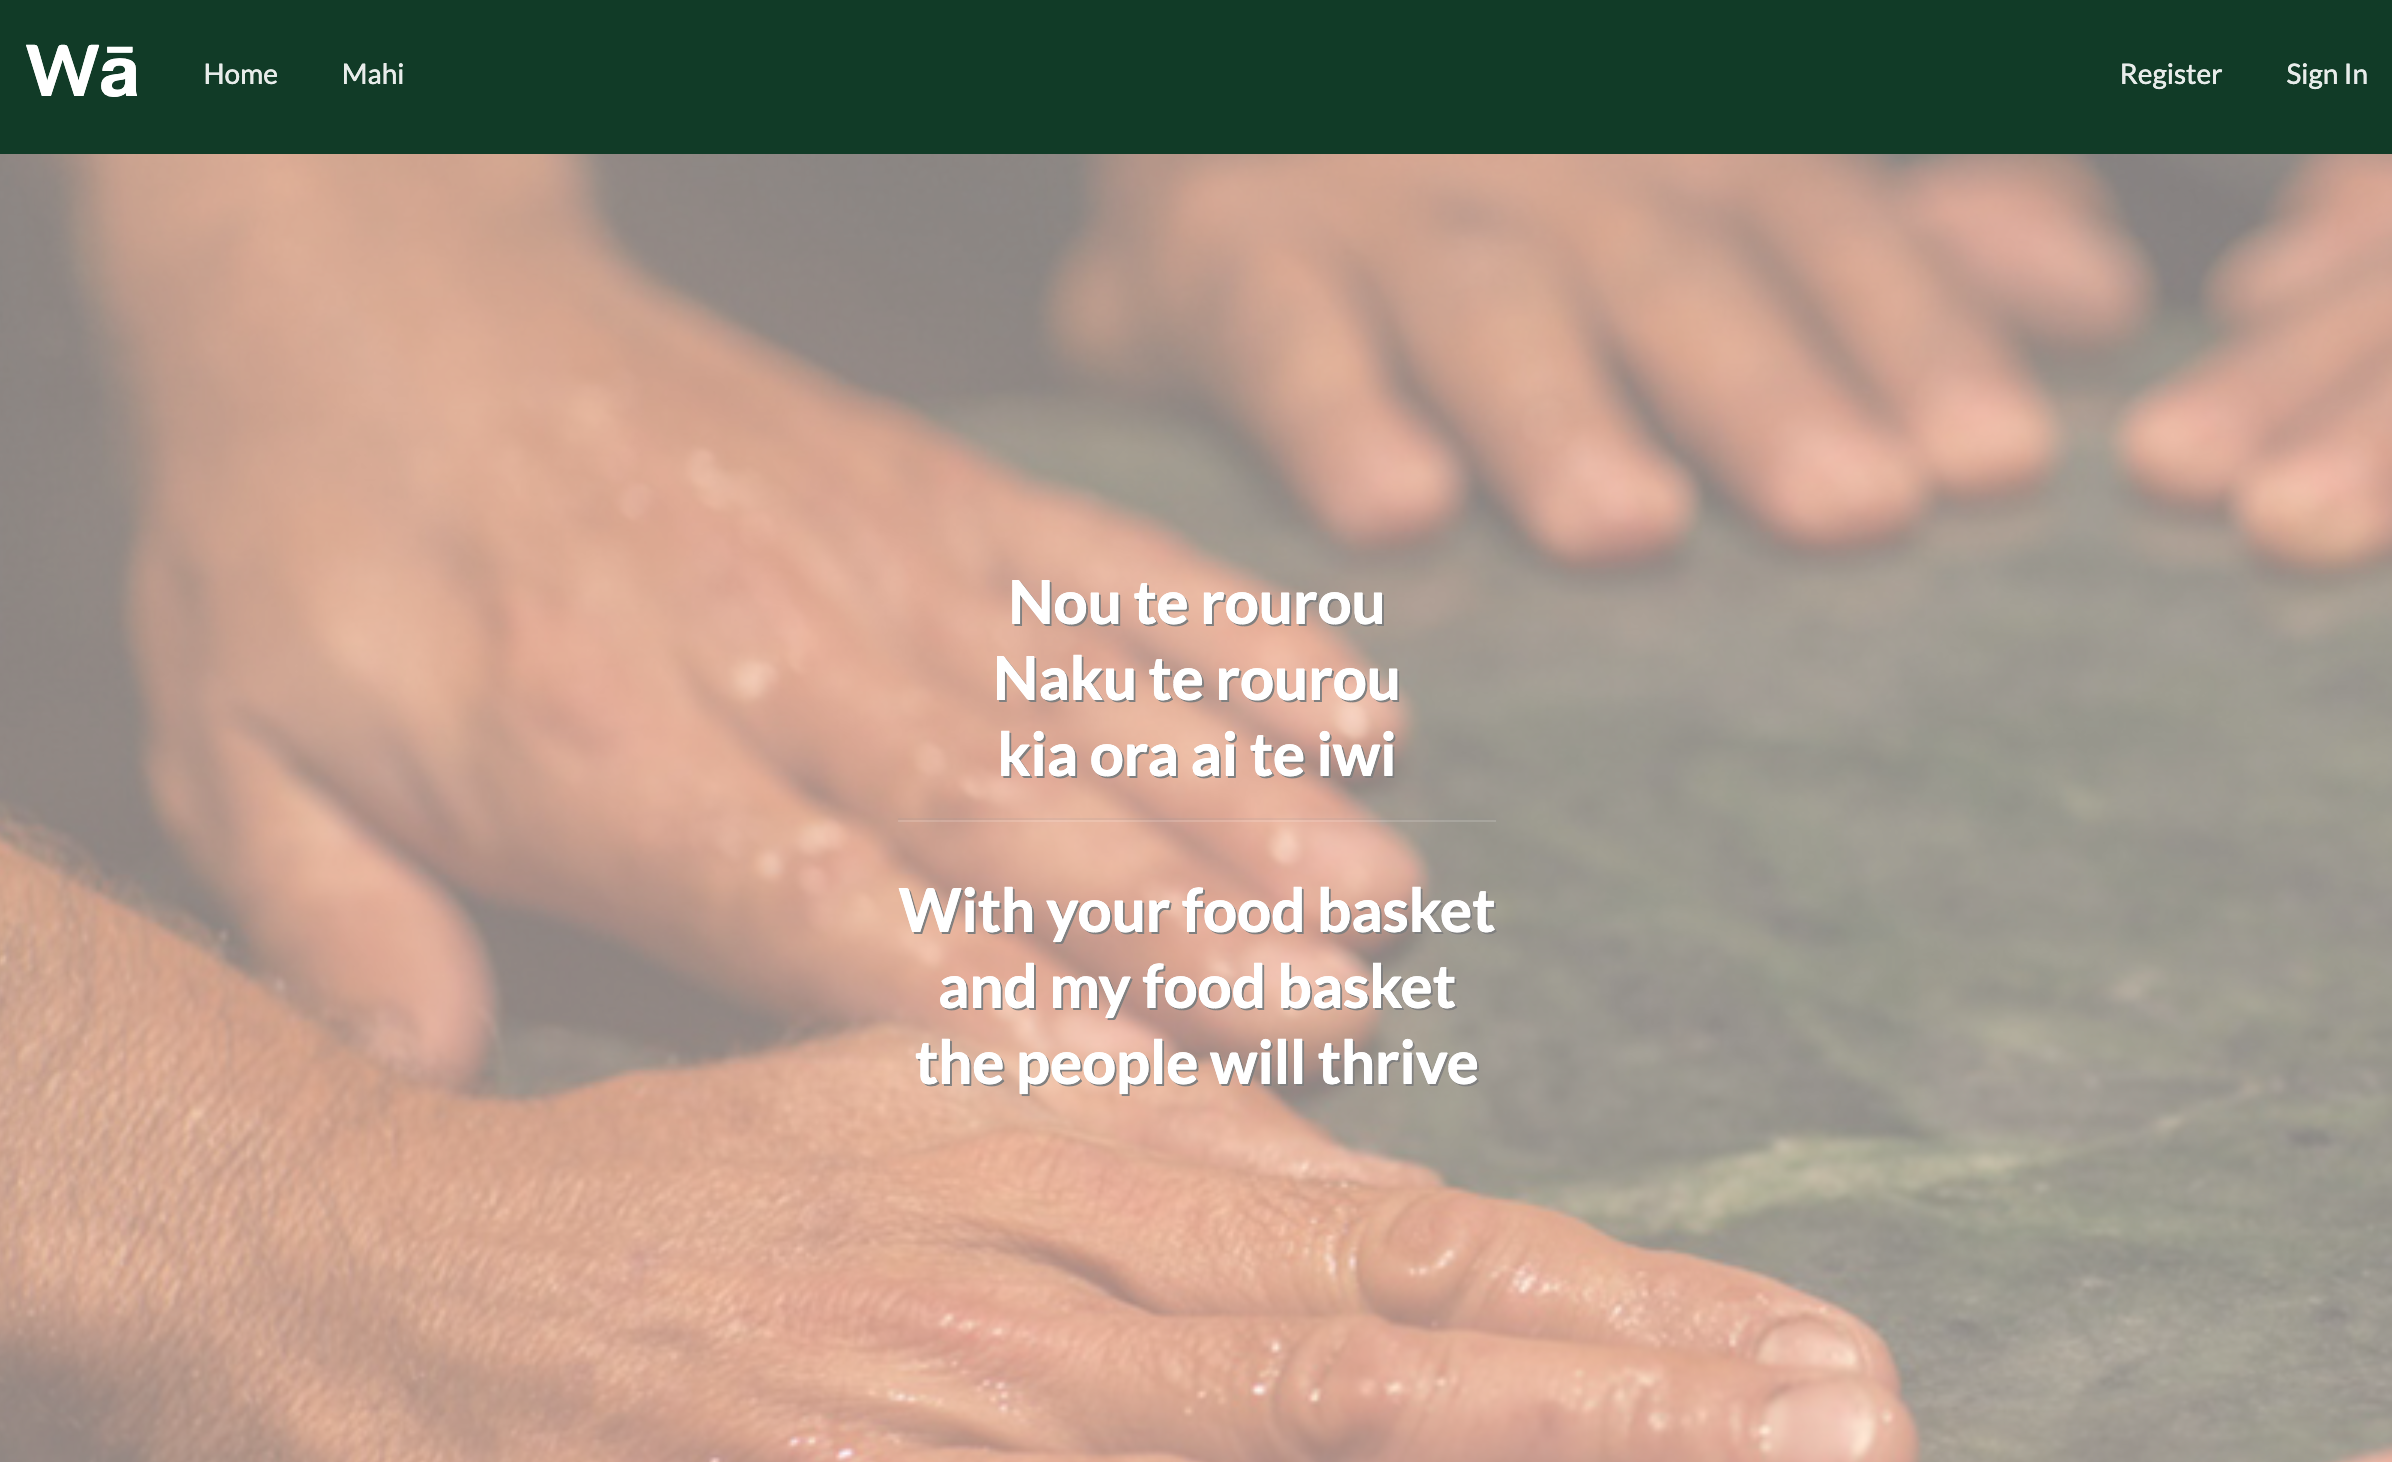 Wā
Home
Mahi
Register
Sign In
Nou te rourou
Naku te rourou
kia ora ai te iwi
With your food basket
and my food basket
the people will thrive